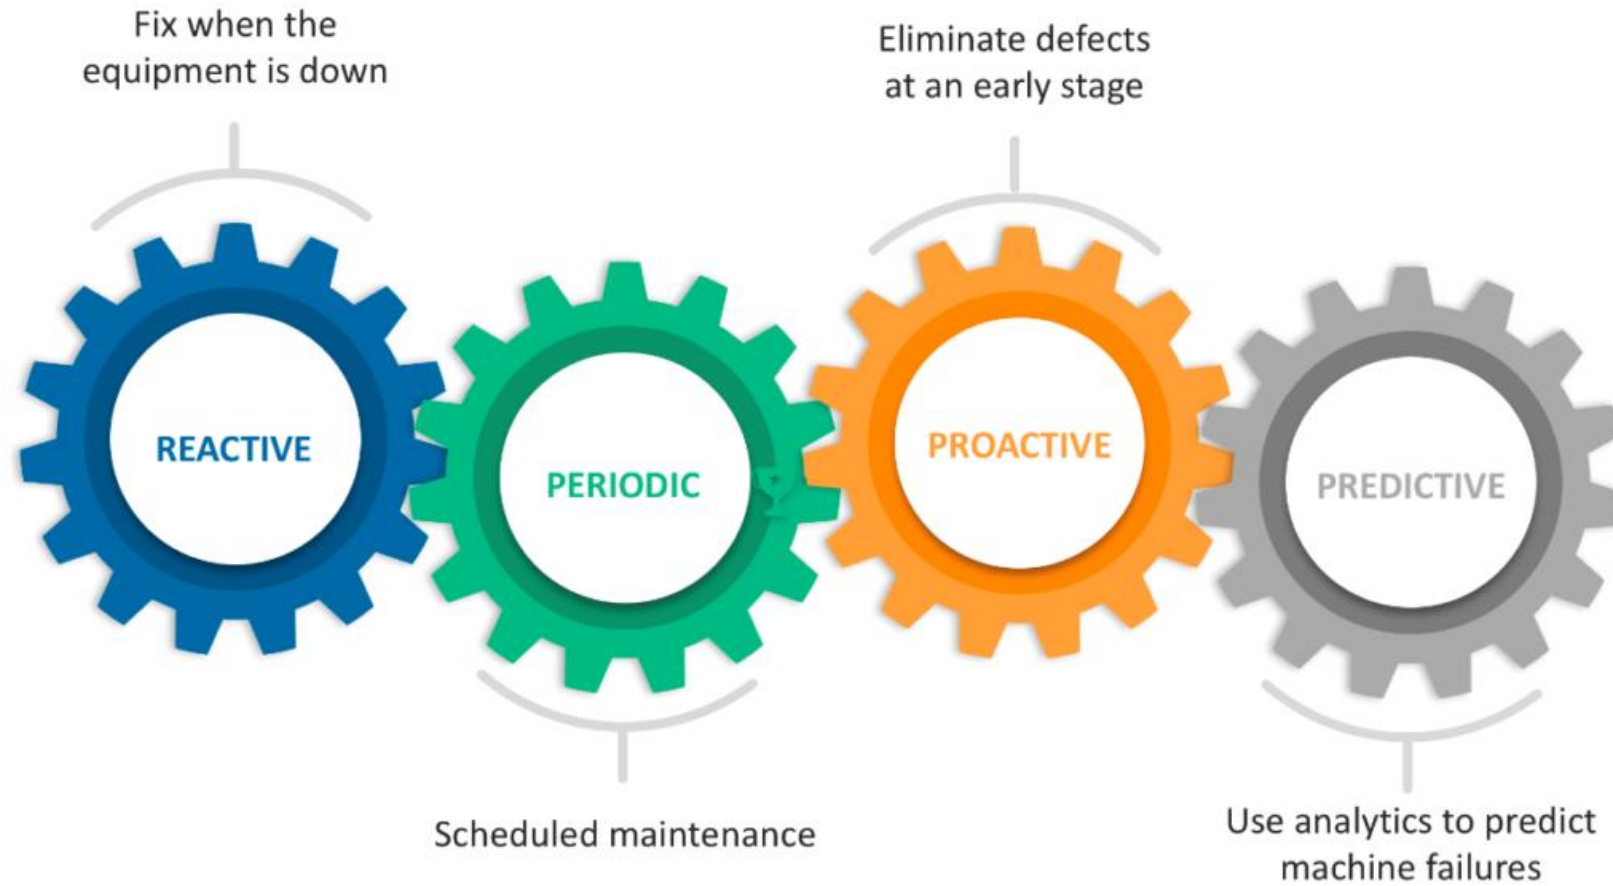 Fix when the
equipment is down
Eliminate defects
at an early stage
REACTIVE
PERIODIC
PROACTIVE
PREDICTIVE
Scheduled maintenance
Use analytics to predict
machine failures